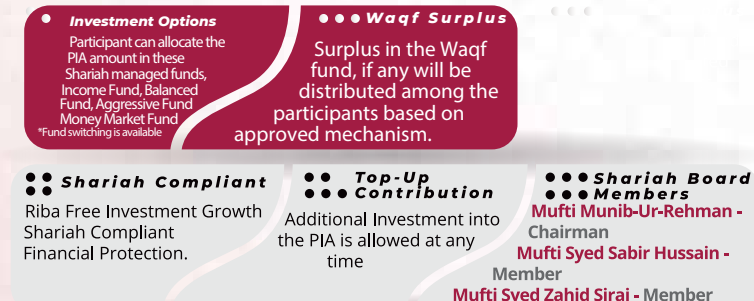 Investment Options
Participant can allocate the
PIA amount in these
Shariah managed funds,
Income Fund, Balanced
Fund, Aggressive Fund
Money Market Fund
*Fund switching is available
Waqf Surplus
Surplus in the Waqf
fund, if any will be
distributed among the
participants based on
approved mechanism.
Shariah Compliant
Riba Free Investment Growth
Shariah Compliant
Financial Protection.
Top-Up
Contribution
Additional Investment into
the PIA is allowed at any
time
Shariah Board
Members
Mufti Munib-Ur-Rehman -
Chairman
Mufti Syed Sabir Hussain -
Member
Mufti Syed Zahid Siraj - Member